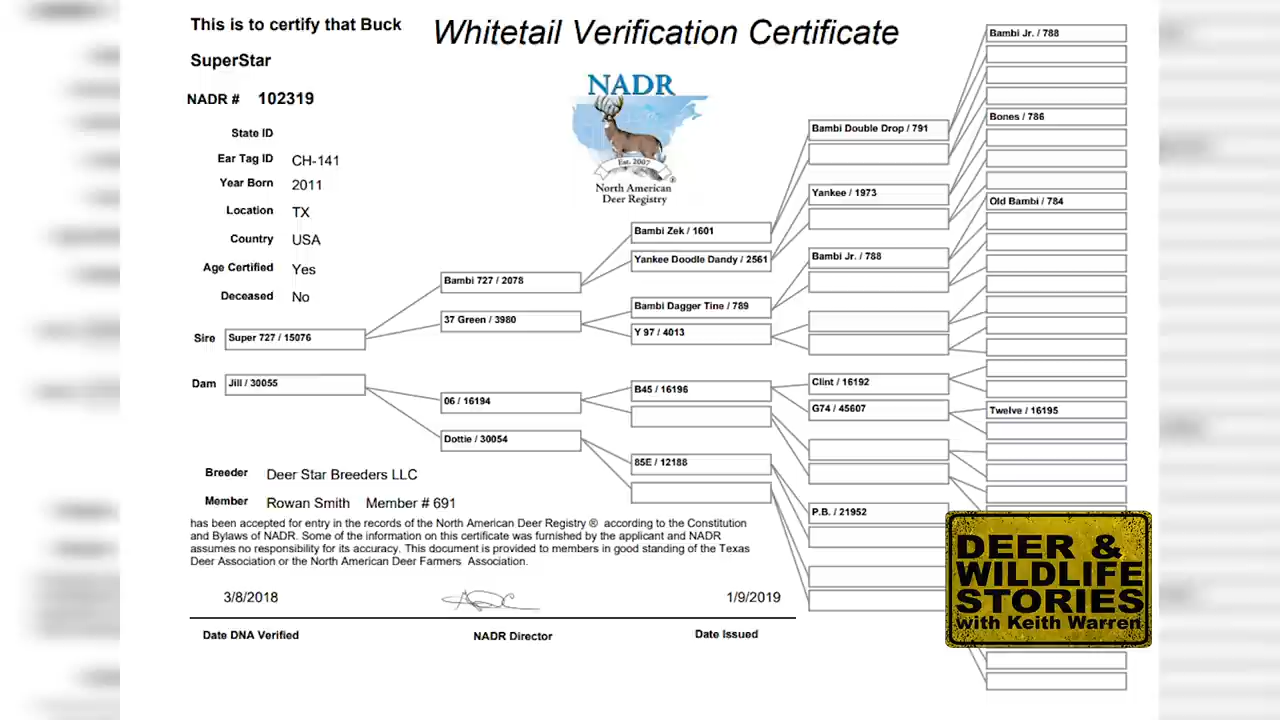 This is to certify that Buck
Whitetail Verification Certificate
SuperStar
NADR # 102319
State ID
Ear Tag ID CH-141
Year Born 2011
Location TX
Country USA
Age Certified Yes
Deceased No
NADR
Est. 2007
®
North American
Deer Registry
Sire Super 727 / 15076
Dam Jill / 30055
Bambi 727 / 2078
37 Green / 3980
06 / 16194
Dottie / 30054
Bambi Zek / 1601
Yankee Doodle Dandy / 2561
Bambi Dagger Tine / 789
Y 97 / 4013
B45 / 16196
85E / 12188
Bambi Double Drop / 791
Yankee / 1973
Bambi Jr. / 788
Clint / 16192
G74 / 45607
P.B. / 21952
Bambi Jr. / 788
Bones / 786
Old Bambi / 784
Twelve / 16195
Breeder Deer Star Breeders LLC
Member Rowan Smith Member # 691
has been accepted for entry in the records of the North American Deer Registry ® according to the Constitution
and Bylaws of NADR. Some of the information on this certificate was furnished by the applicant and NADR
assumes no responsibility for its accuracy. This document is provided to members in good standing of the Texas
Deer Association or the North American Deer Farmers Association.
3/8/2018
1/9/2019
Date DNA Verified
NADR Director
Date Issued
DEER &
WILDLIFE
STORIES
with Keith Warren